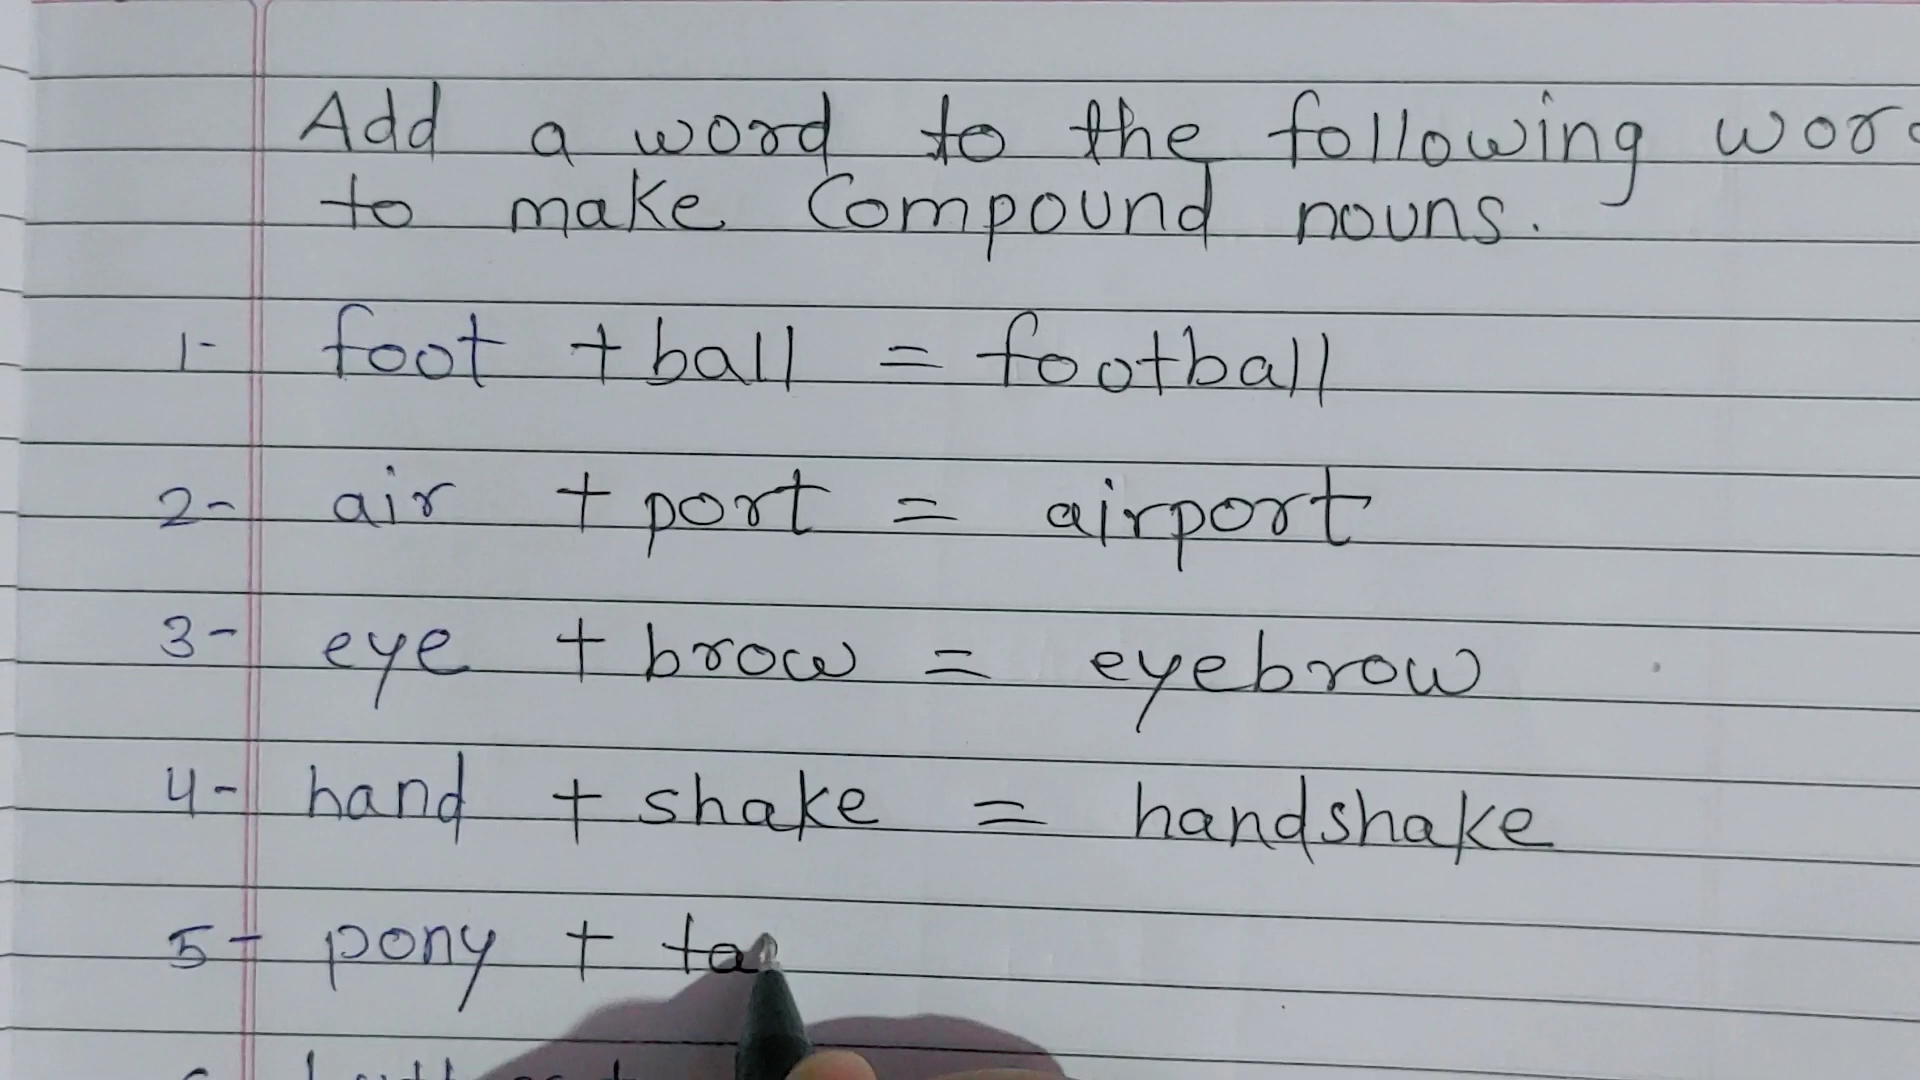 Add a word to the following
to make Compound nouns.
1- foot + ball = football
2- air + port = airport
3- eye + brow = eyebrow
4- hand + shake = handshake
5- pony + ta